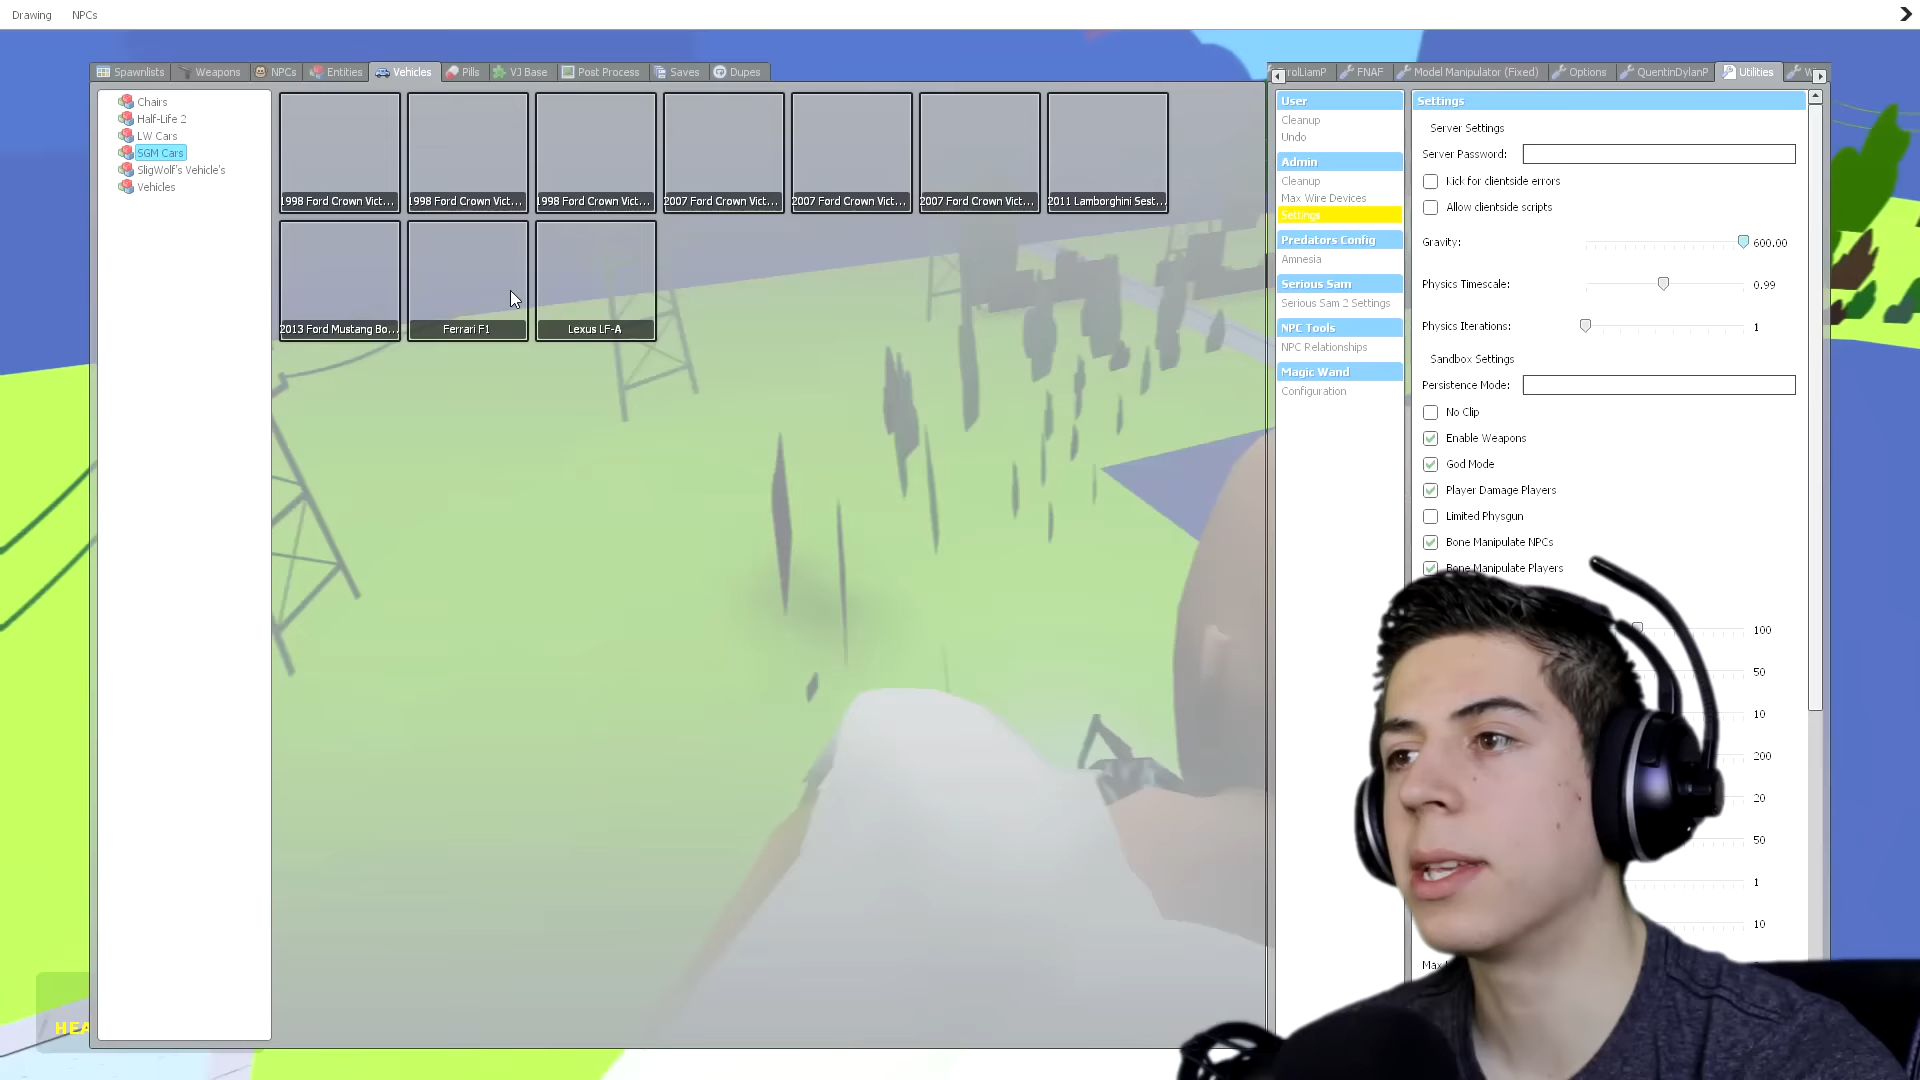 Drawing NPCs
Spawnlists Weapons NPCs Entities Vehicles Pills VJ Base Post Process Saves Dupes
rolLiamP FNAF Model Manipulator (Fixed) Options QuentinDylanP Utilities
Chairs
Half-Life 2
LW Cars
SGM Cars
SligWolf's Vehicle's
Vehicles
1998 Ford Crown Vict... 1998 Ford Crown Vict... 1998 Ford Crown Vict... 2007 Ford Crown Vict... 2007 Ford Crown Vict... 2007 Ford Crown Vict... 2011 Lamborghini Sest...
2013 Ford Mustang Bo... Ferrari F1 Lexus LF-A
User
Cleanup
Undo
Admin
Cleanup
Max Wire Devices
Settings
Predators Config
Amnesia
Serious Sam
Serious Sam 2 Settings
NPC Tools
NPC Relationships
Magic Wand
Configuration
Settings
Server Settings
Server Password:
Kick for clientside errors
Allow clientside scripts
Gravity: 600.00
Physics Timescale: 0.99
Physics Iterations: 1
Sandbox Settings
Persistence Mode:
No Clip
Enable Weapons
God Mode
Player Damage Players
Limited Physgun
Bone Manipulate NPCs
Bone Manipulate Players
100
50
10
200
20
50
1
10
Max
HEA